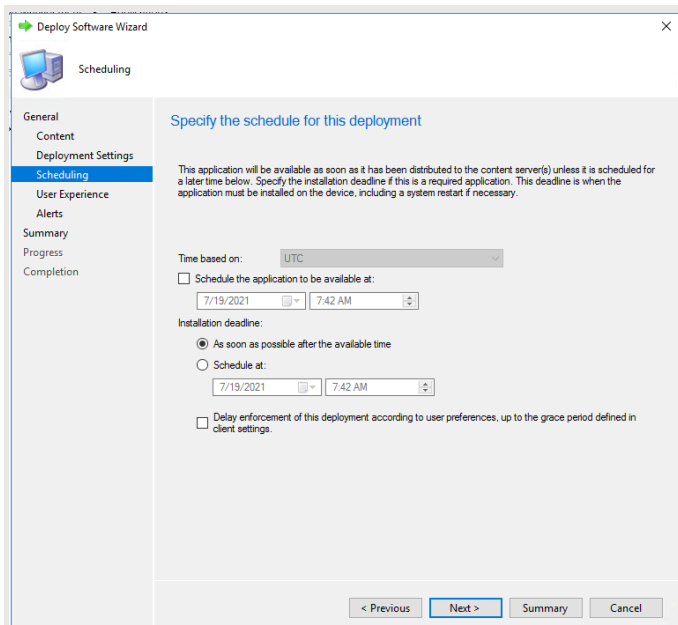 Deploy Software Wizard
Scheduling
General
Content
Deployment Settings
Scheduling
User Experience
Alerts
Summary
Progress
Completion
Specify the schedule for this deployment
This application will be available as soon as it has been distributed to the content server(s) unless it is scheduled for
a later time below. Specify the installation deadline if this is a required application. This deadline is when the
application must be installed on the device, including a system restart if necessary.
Time based on: UTC
Schedule the application to be available at:
7/19/2021 7:42 AM
Installation deadline:
As soon as possible after the available time
Schedule at:
7/19/2021 7:42 AM
Delay enforcement of this deployment according to user preferences, up to the grace period defined in
client settings.
< Previous Next > Summary Cancel